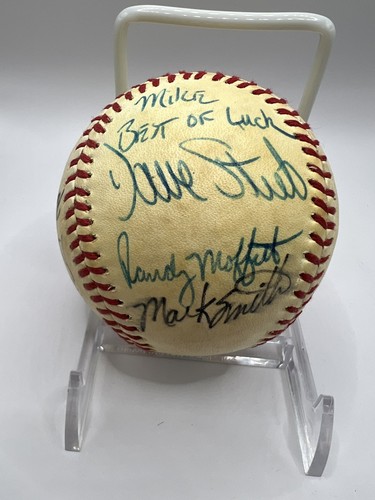 Mike
Best of Luck
Dave Stieb
Randy Moffitt
Mark Smith